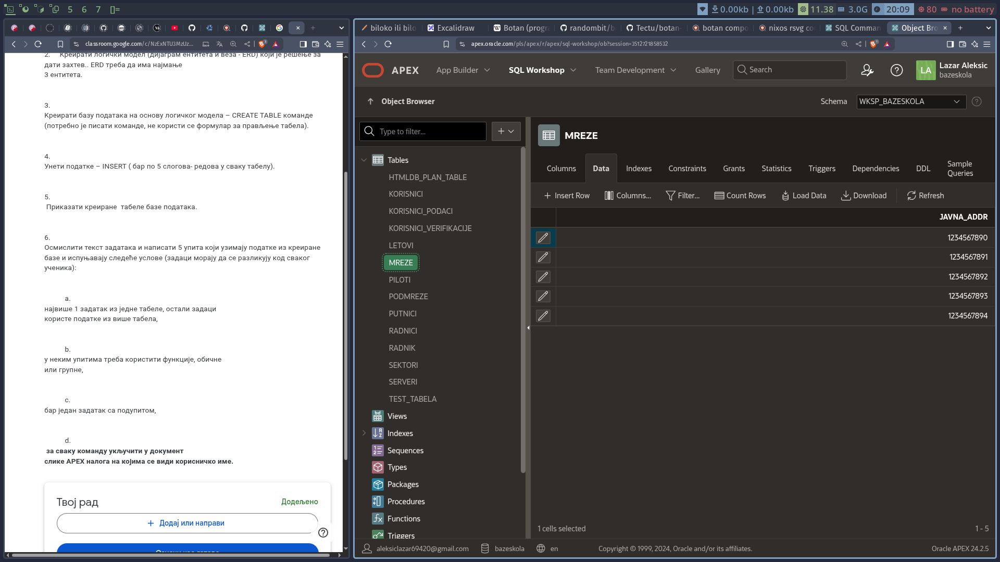 5 6 7 []=
0.00kb | 0.00kb 11.38 3.0G 20:09 80 no battery
classroom.google.com/c/NzExNTU3MzUz...
2. Креирати логички модел (дијаграм ентитета и веза - ERD) који је решење за
дати захтев.. ERD треба да има најмање
3 ентитета.
3.
Креирати базу података на основу логичког модела – CREATE TABLE команде
(потребно је писати команде, не користи се формулар за прављење табела).
4.
Унети податке – INSERT ( бар по 5 слогова- редова у сваку табелу).
5.
Приказати креиране табеле базе података.
6.
Осмислити текст задатака и написати 5 упита који узимају податке из креиране
базе и испуњавају следеће услове (задаци морају да се разликују код сваког
ученика):
a.
највише 1 задатак из једне табеле, остали задаци
користе податке из више табела,
b.
у неким упитима треба користити функције, обичне
или групне,
c.
бар један задатак са подупитом,
d.
за сваку команду укључити у документ
слике APEX налога на којима се види корисничко име.
Твој рад Додељено
+ Додај или направи
biloko ili bilo Excalidraw Botan (progra randombit/b Tectu/botan- botan compo nixos rsvg co SQL Comman Object Bro
apex.oracle.com/pls/apex/r/apex/sql-workshop/ob?session=3512721858532
APEX App Builder SQL Workshop Team Development Gallery Search LA Lazar Aleksic
bazeskola
Object Browser Schema WKSP_BAZESKOLA
Type to filter...
MREZE
Tables
HTMLDB_PLAN_TABLE
KORISNICI
KORISNICI_PODACI
KORISNICI_VERIFIKACIJE
LETOVI
MREZE
PILOTI
PODMREZE
PUTNICI
RADNICI
RADNIK
SEKTORI
SERVERI
TEST_TABELA
Views
Indexes
Sequences
Types
Packages
Procedures
Functions
Triggers
Columns Data Indexes Constraints Grants Statistics Triggers Dependencies DDL Sample Queries
Insert Row Columns... Filter... Count Rows Load Data Download Refresh
JAVNA_ADDR
1234567890
1234567891
1234567892
1234567893
1234567894
1 cells selected 1 - 5
aleksiclazar69420@gmail.com bazeskola en Copyright © 1999, 2024, Oracle and/or its affiliates. Oracle APEX 24.2.5